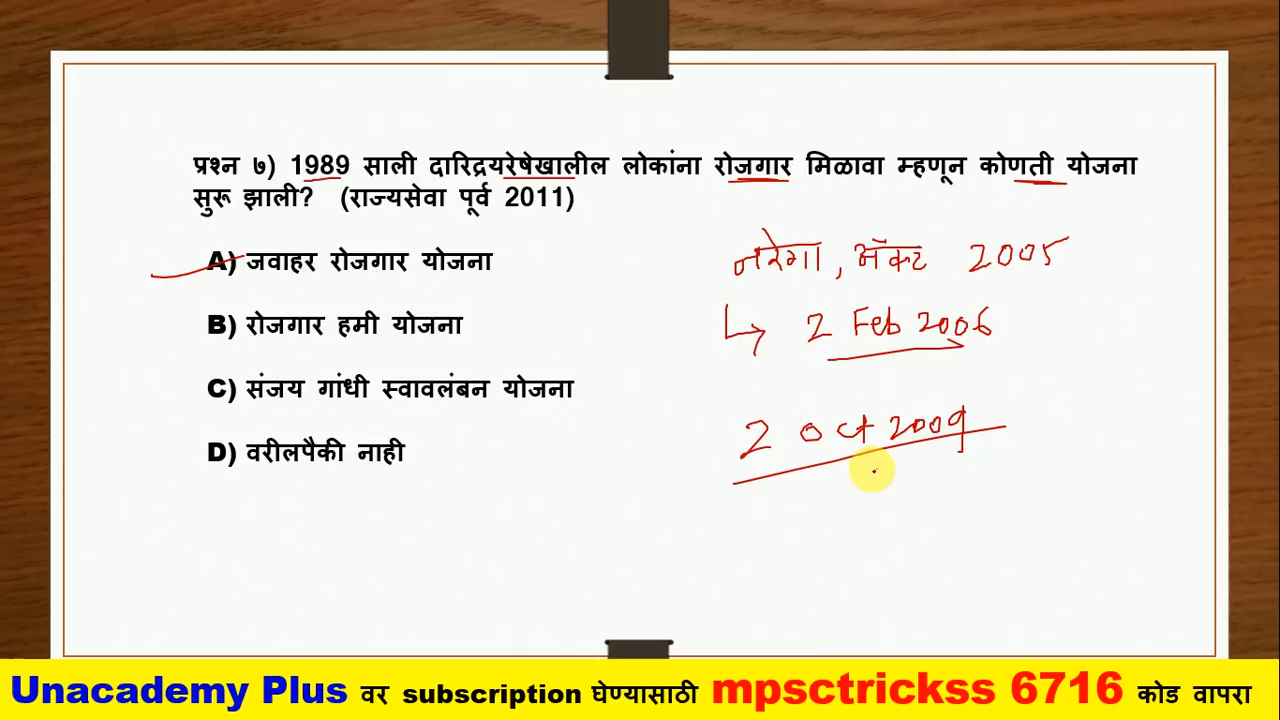 प्रश्न ७) 1989 साली दारिद्रयरेषेखालील लोकांना रोजगार मिळावा म्हणून कोणती योजना
सुरू झाली? (राज्यसेवा पूर्व 2011)
A) जवाहर रोजगार योजना
B) रोजगार हमी योजना
C) संजय गांधी स्वावलंबन योजना
D) वरीलपैकी नाही
नरेगा, ॲक्ट 2005
↳ 2 Feb 2006
2 Oct 2009
Unacademy Plus वर subscription घेण्यासाठी mpsctrickss 6716 कोड वापरा